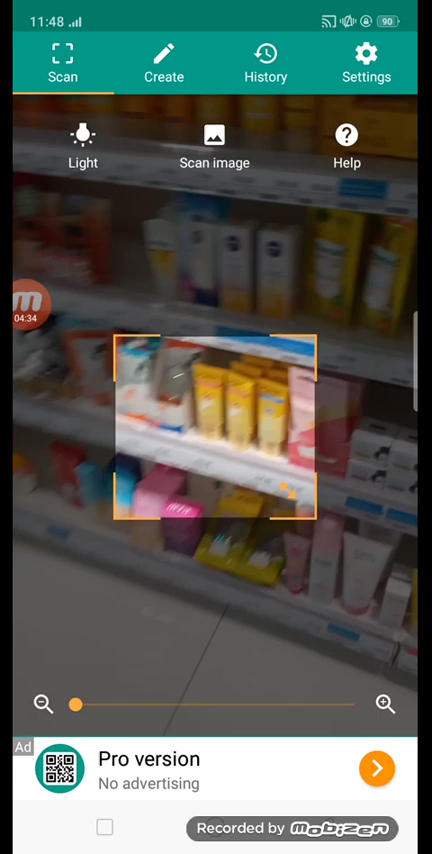 11:48
90
Scan Create History Settings
Light Scan image Help
04:34
Ad
Pro version
No advertising
Recorded by mobizen